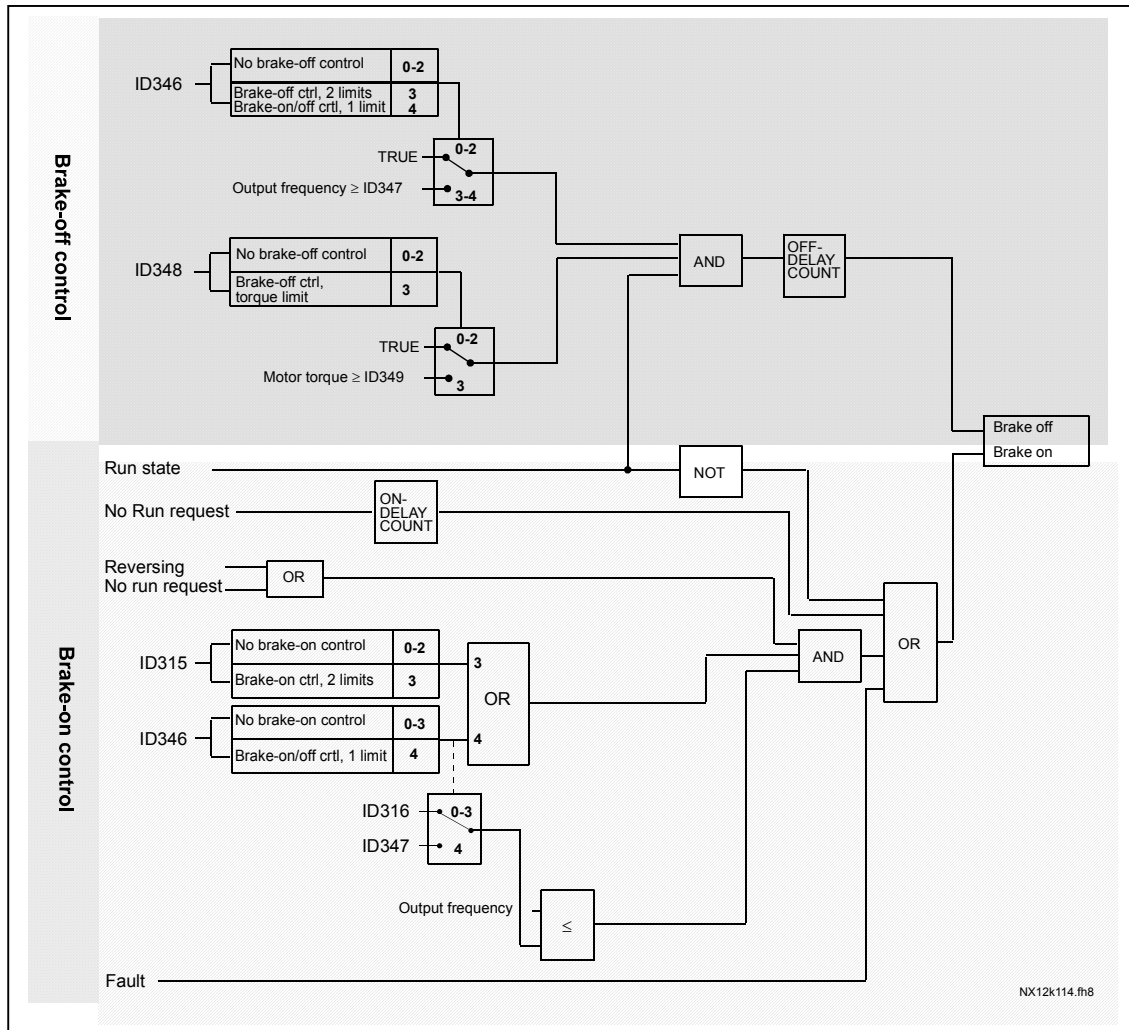 Brake-off control
ID346
No brake-off control 0-2
Brake-off ctrl, 2 limits 3
Brake-on/off crtl, 1 limit 4
0-2
TRUE
Output frequency ≥ ID347
3-4
ID348
No brake-off control 0-2
Brake-off ctrl,
torque limit
3
AND
OFF-
DELAY
COUNT
0-2
TRUE
Motor torque ≥ ID349
3
Brake off
Brake on
Brake-on control
Run state
NOT
No Run request
ON-
DELAY
COUNT
Reversing
No run request
OR
ID315
No brake-on control 0-2
Brake-on ctrl, 2 limits 3
3
OR
4
AND
OR
ID346
No brake-on control 0-3
Brake-on/off crtl, 1 limit 4
ID316
0-3
ID347
4
Output frequency
≤
Fault
NX12k114.fh8